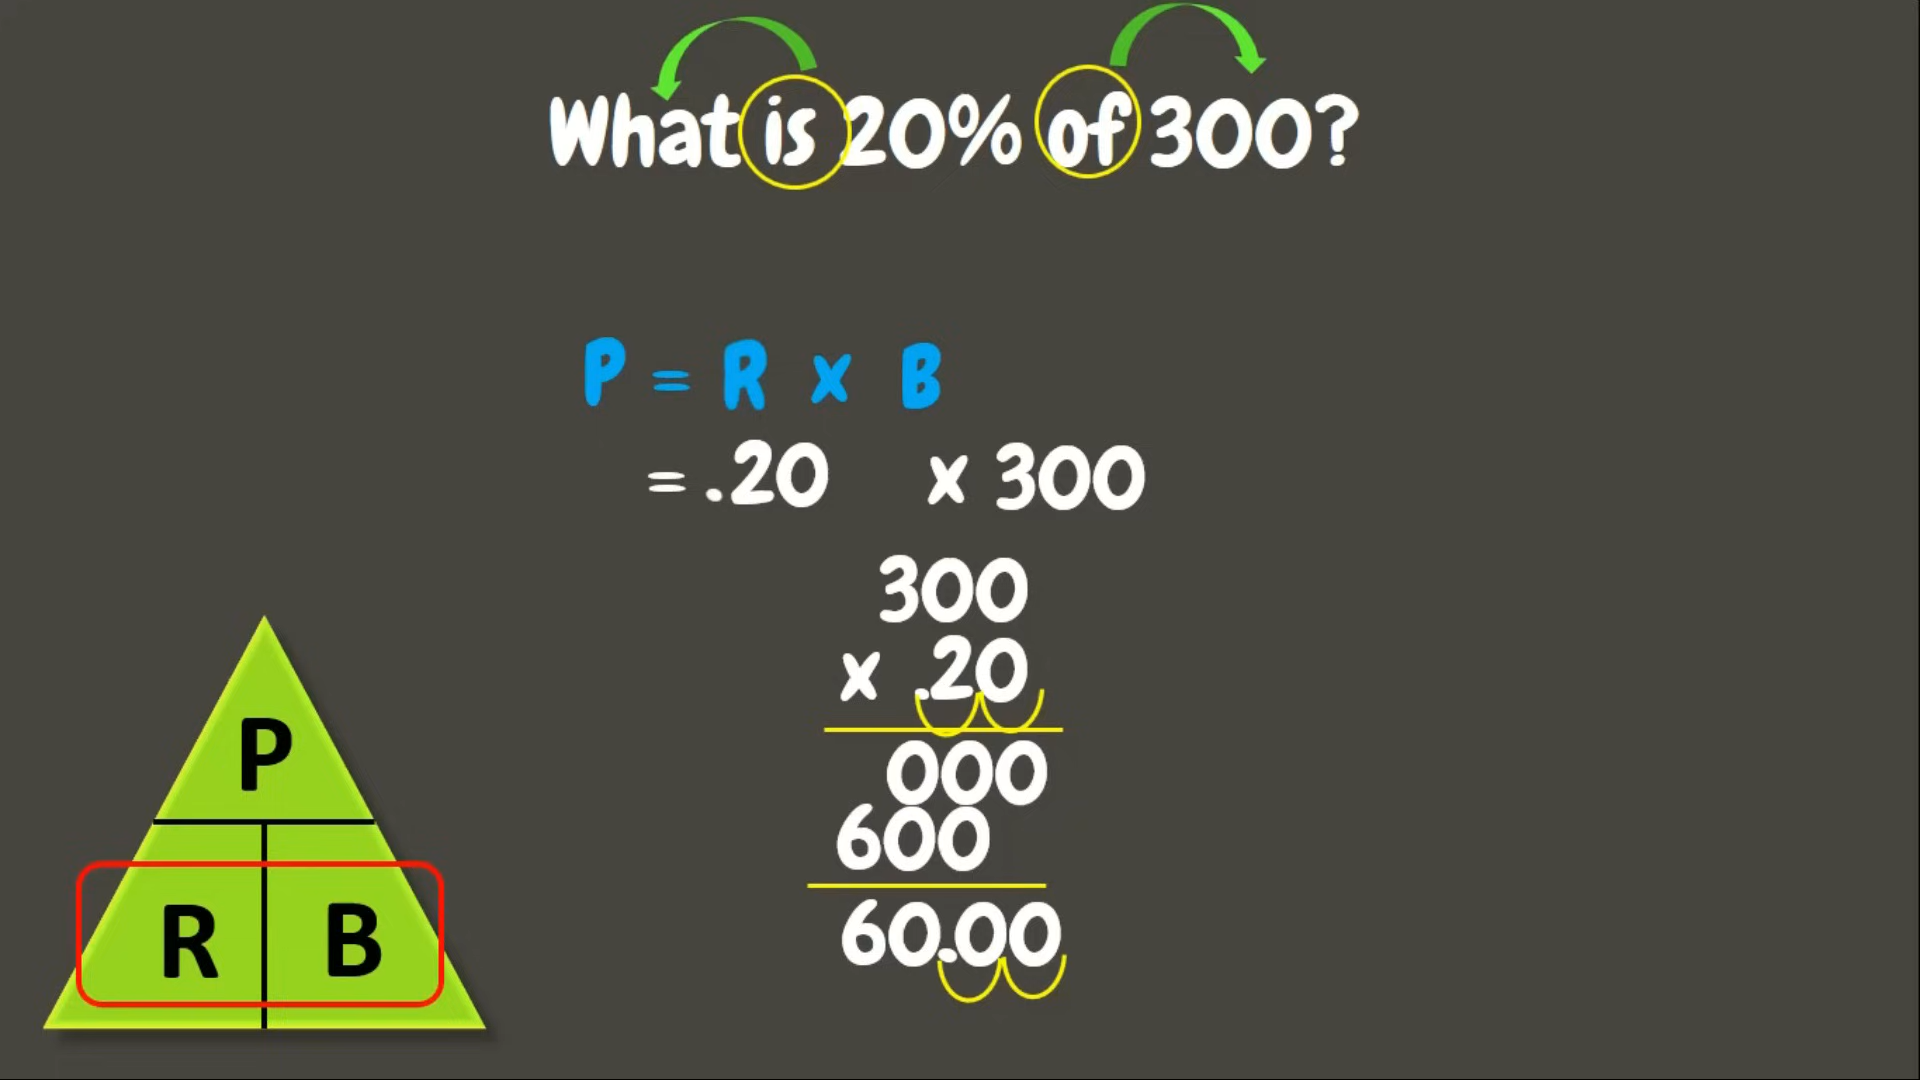 What is 20% of 300?
P = R x B
= .20 x 300
300
x .20
000
600
60.00
P
R B